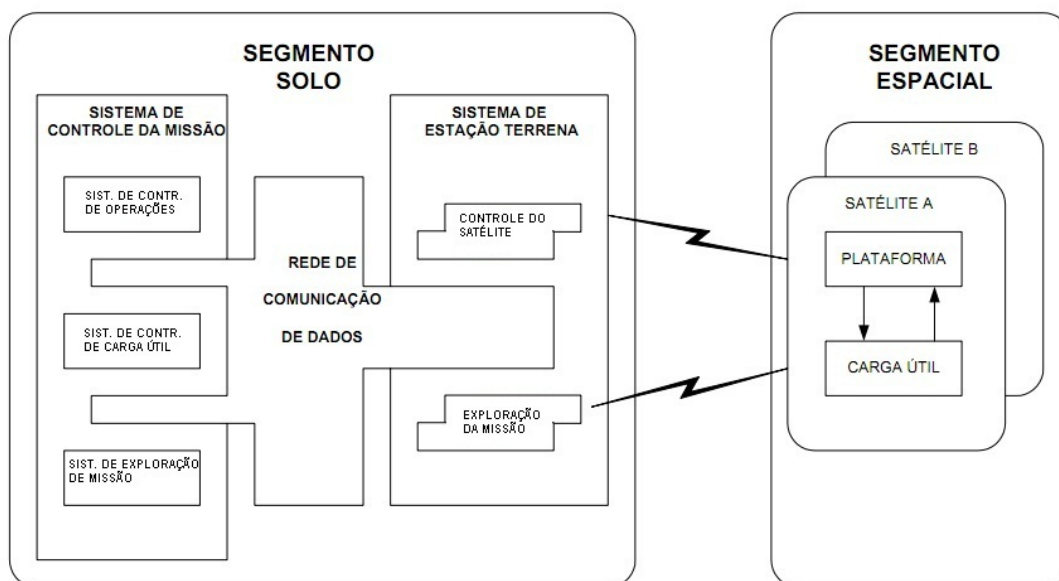 SEGMENTO
SOLO
SISTEMA DE
CONTROLE DA MISSÃO
SIST. DE CONTR.
DE OPERAÇÕES
SIST. DE CONTR.
DE CARGA ÚTIL
SIST. DE EXPLORAÇÃO
DE MISSÃO
REDE DE
COMUNICAÇÃO
DE DADOS
SISTEMA DE
ESTAÇÃO TERRENA
CONTROLE DO
SATÉLITE
EXPLORAÇÃO
DA MISSÃO
SEGMENTO
ESPACIAL
SATÉLITE B
SATÉLITE A
PLATAFORMA
CARGA ÚTIL